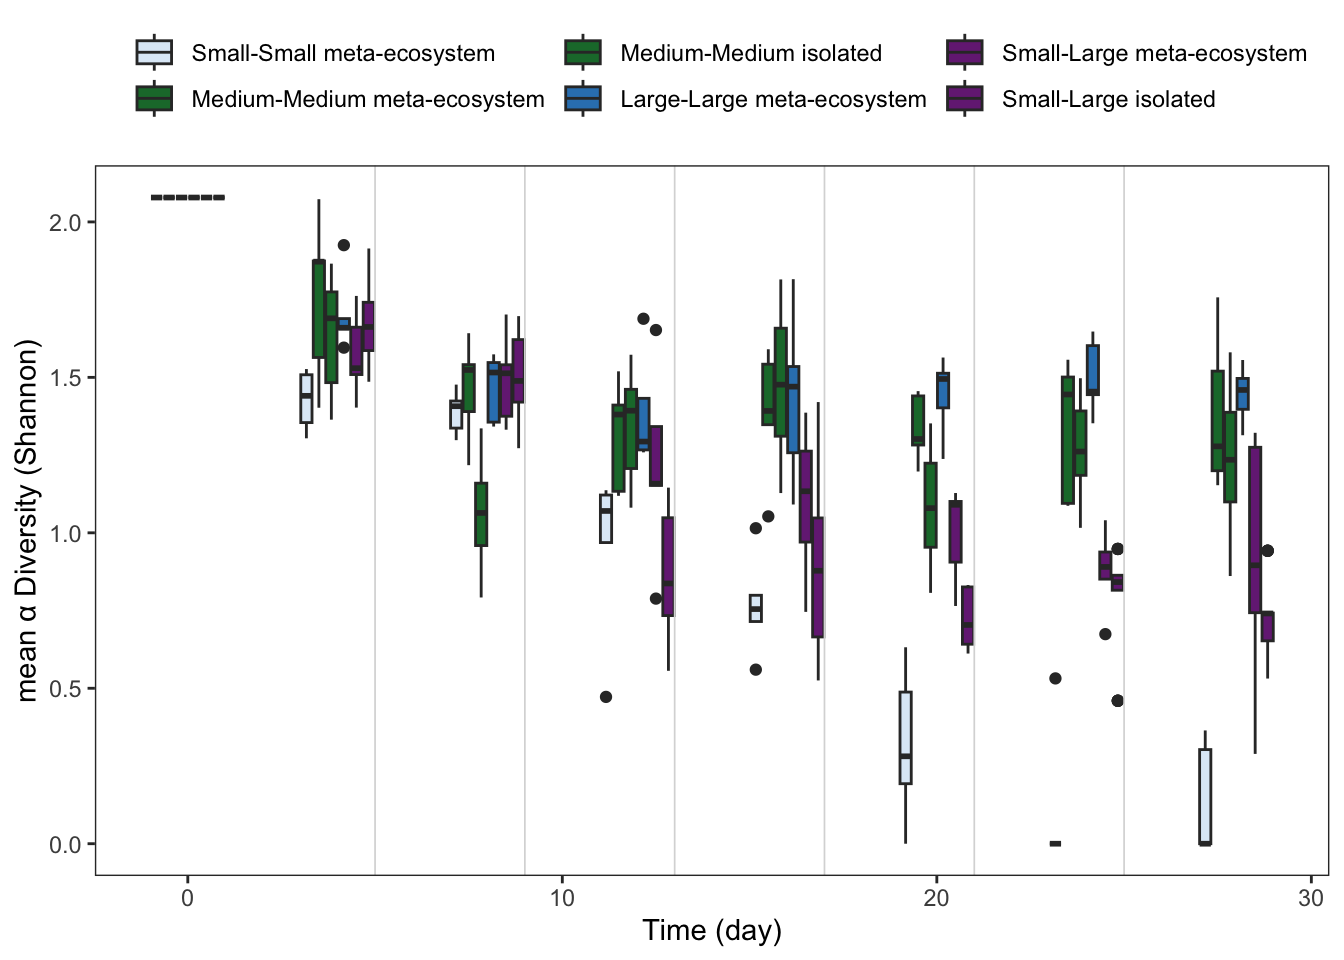 Small-Small meta-ecosystem
Medium-Medium isolated
Small-Large meta-ecosystem
Medium-Medium meta-ecosystem
Large-Large meta-ecosystem
Small-Large isolated
mean α Diversity (Shannon)
2.0
1.5
1.0
0.5
0.0
0
10
20
30
Time (day)